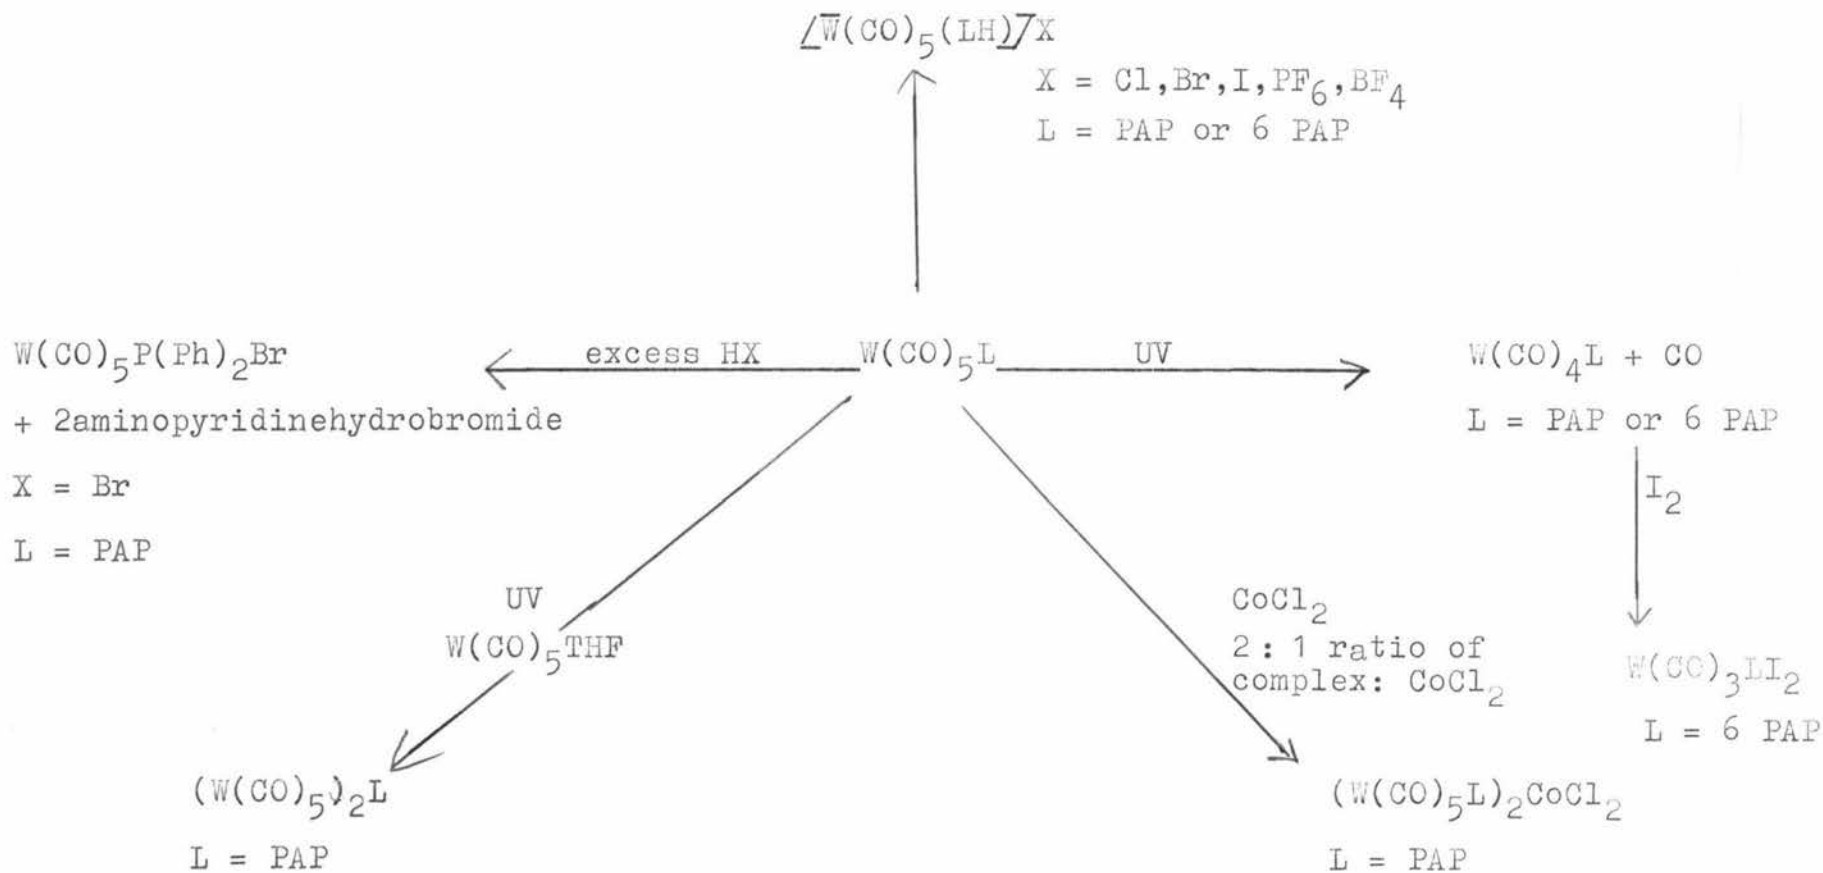 [W(CO)5(LH)]X
X = Cl,Br,I,PF6,BF4
L = PAP or 6 PAP
W(CO)5P(Ph)2Br
+ 2aminopyridinehydrobromide
X = Br
L = PAP
excess HX
W(CO)5L
UV
W(CO)4L + CO
L = PAP or 6 PAP
I2
W(CO)3LI2
L = 6 PAP
UV
W(CO)5THF
(W(CO)5)2L
L = PAP
CoCl2
2:1 ratio of
complex: CoCl2
(W(CO)5L)2CoCl2
L = PAP